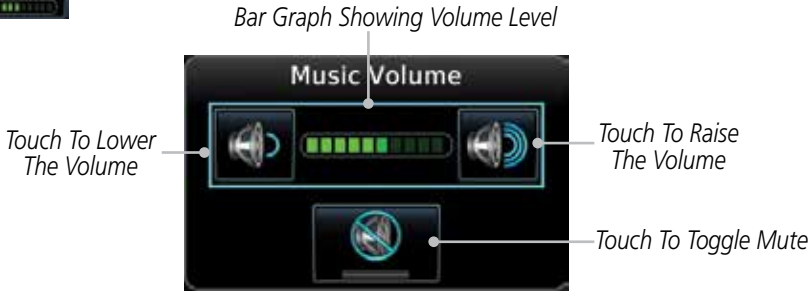 Bar Graph Showing Volume Level
Music Volume
Touch To Lower
The Volume
Touch To Raise
The Volume
Touch To Toggle Mute